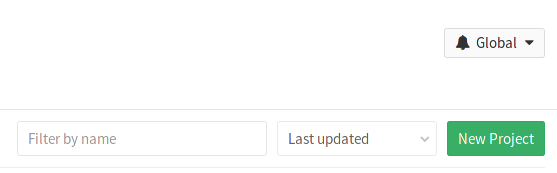 Global
Filter by name
Last updated
New Project